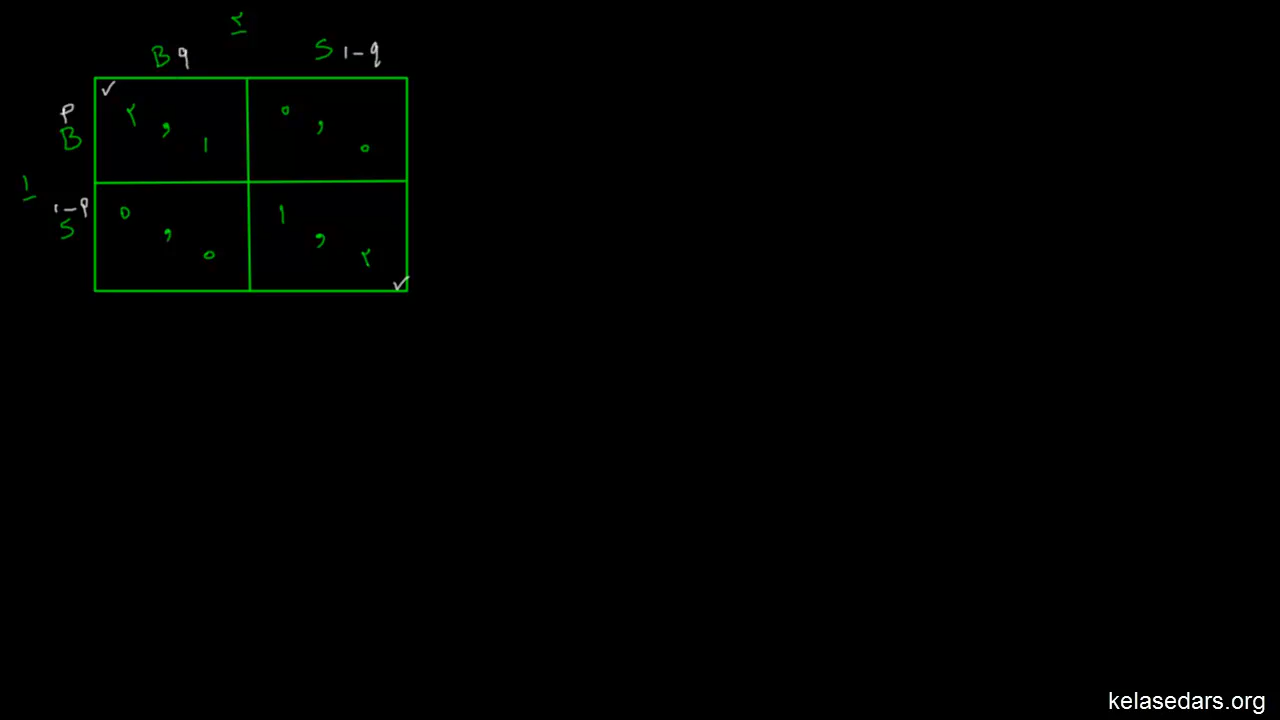 ۲
B q S ۱-q
p B ۲ , ۱ ۰ , ۰
۱
۱-p S ۰ , ۰ ۱ , ۲
kelasedars.org